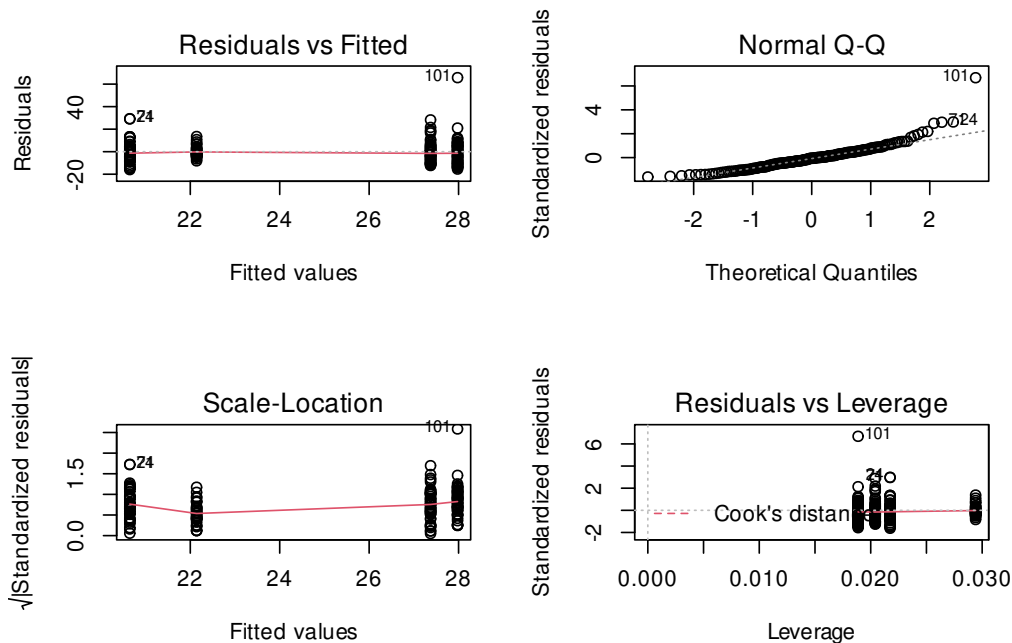 Residuals vs Fitted
Residuals
40
-20
101
22 24 26 28
Fitted values
Normal Q-Q
Standardized residuals
4
0
101
-2 -1 0 1 2
Theoretical Quantiles
Scale-Location
√|Standardized residuals|
1.5
0.0
101
22 24 26 28
Fitted values
Residuals vs Leverage
Standardized residuals
6
2
-2
101
Cook's distan
0.000 0.010 0.020 0.030
Leverage